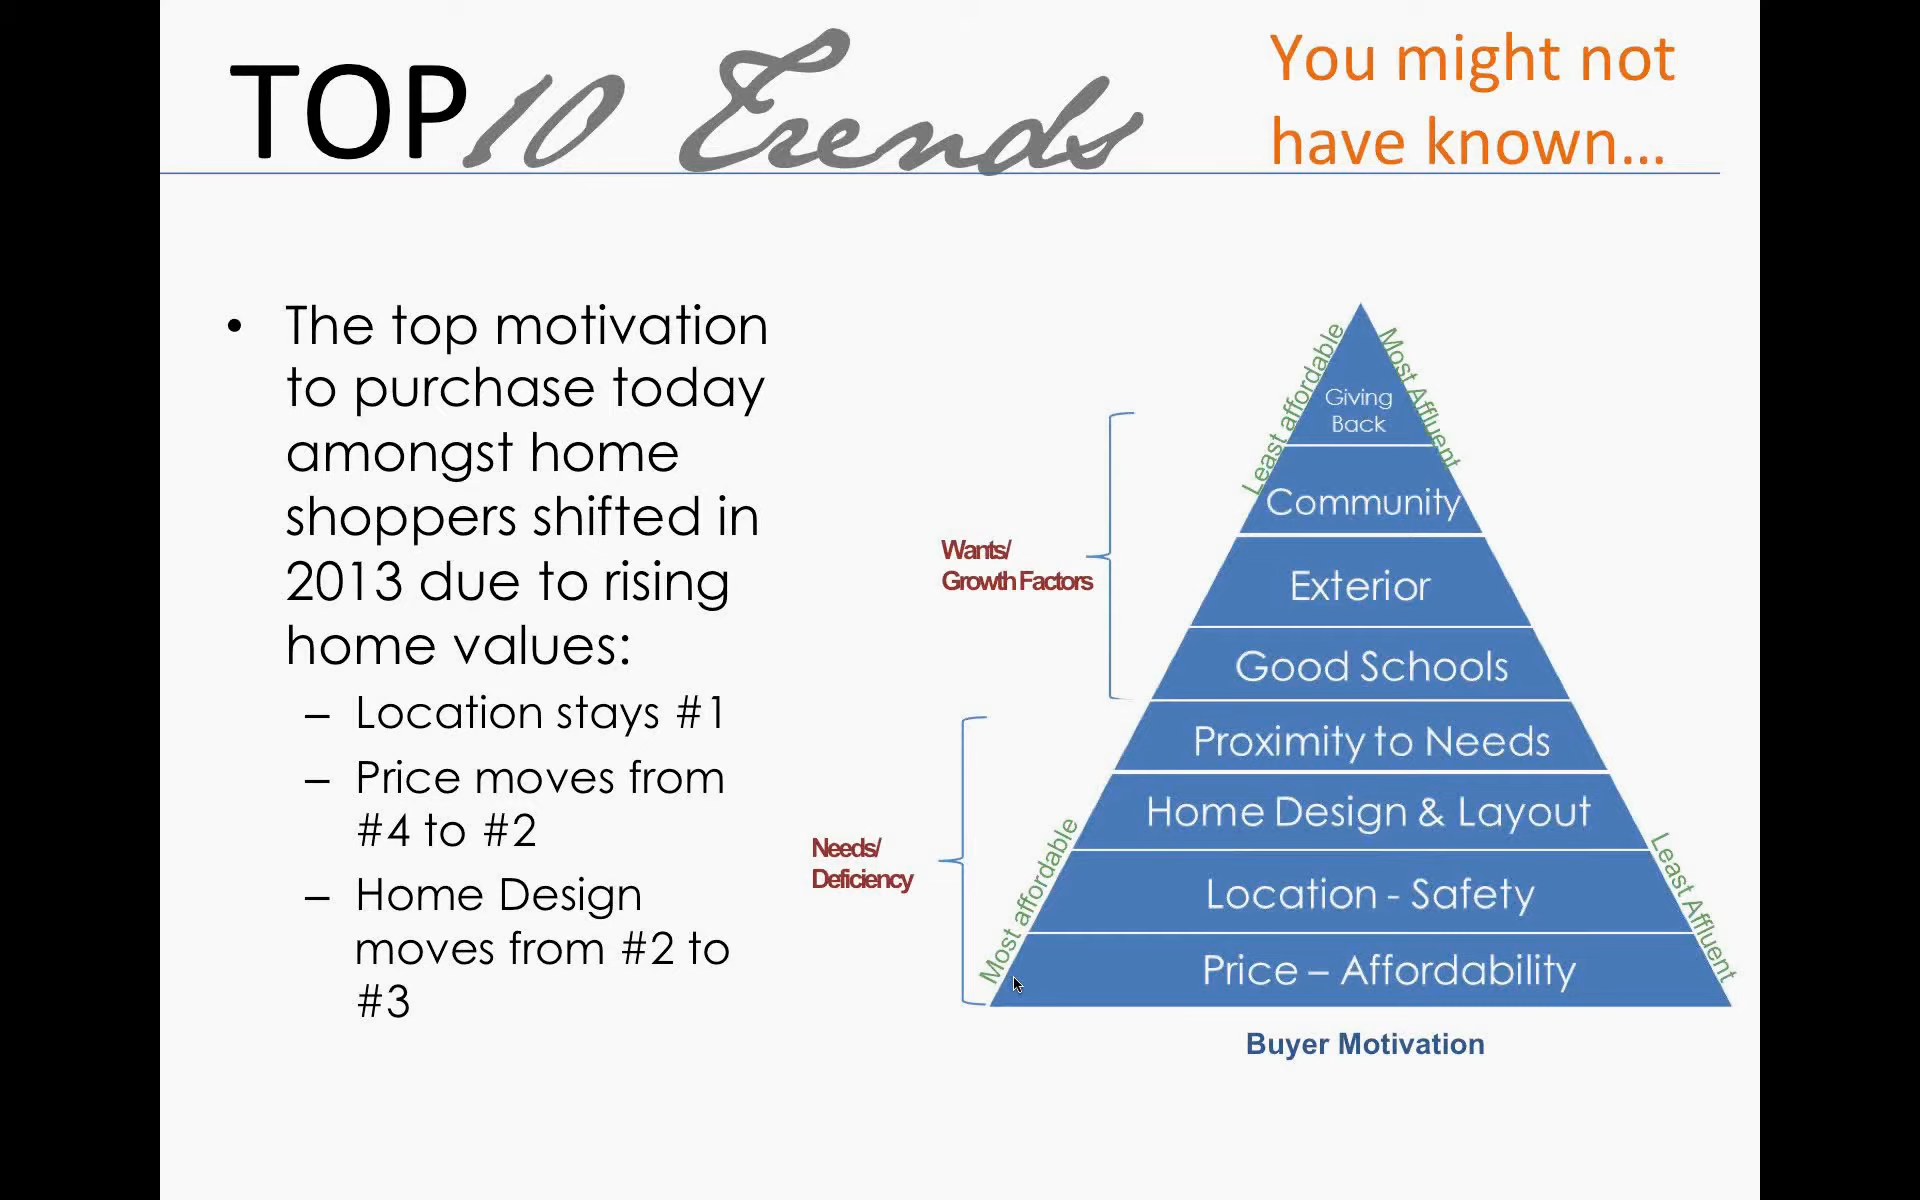 TOP 10 Trends
You might not
have known...
• The top motivation
to purchase today
amongst home
shoppers shifted in
2013 due to rising
home values:
– Location stays #1
– Price moves from
#4 to #2
– Home Design
moves from #2 to
#3
Wants/
Growth Factors
Needs/
Deficiency
Least affordable
Most Affluent
Giving
Back
Community
Exterior
Good Schools
Proximity to Needs
Home Design & Layout
Location - Safety
Price – Affordability
Most affordable
Least Affluent
Buyer Motivation